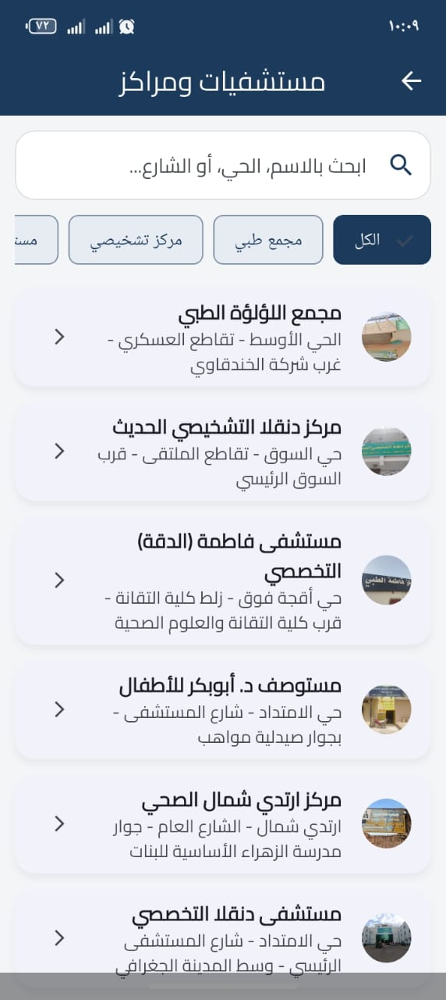 ١٠:٠٩
٧٢
مستشفيات ومراكز
ابحث بالاسم، الحي، أو الشارع...
الكل
مجمع طبي
مركز تشخيصي
مست
مجمع اللؤلؤة الطبي
الحي الأوسط - تقاطع العسكري -
غرب شركة الخندقاوي
مركز دنقلا التشخيصي الحديث
حي السوق - تقاطع الملتقى - قرب
السوق الرئيسي
مستشفى فاطمة (الدقة)
التخصصي
حي أقجة فوق - زلط كلية التقانة -
قرب كلية التقانة والعلوم الصحية
مستوصف د. أبوبكر للأطفال
حي الامتداد - شارع المستشفى -
بجوار صيدلية مواهب
مركز ارتدي شمال الصحي
ارتدي شمال - الشارع العام - جوار
مدرسة الزهراء الأساسية للبنات
مستشفى دنقلا التخصصي
حي الامتداد - شارع المستشفى
الرئيسي - وسط المدينة الجغرافي